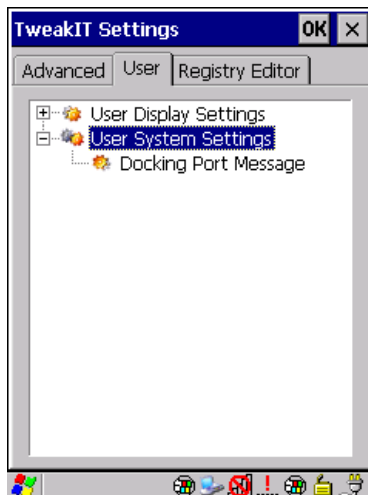 TweakIT Settings OK ×
Advanced User Registry Editor
User Display Settings
User System Settings
Docking Port Message